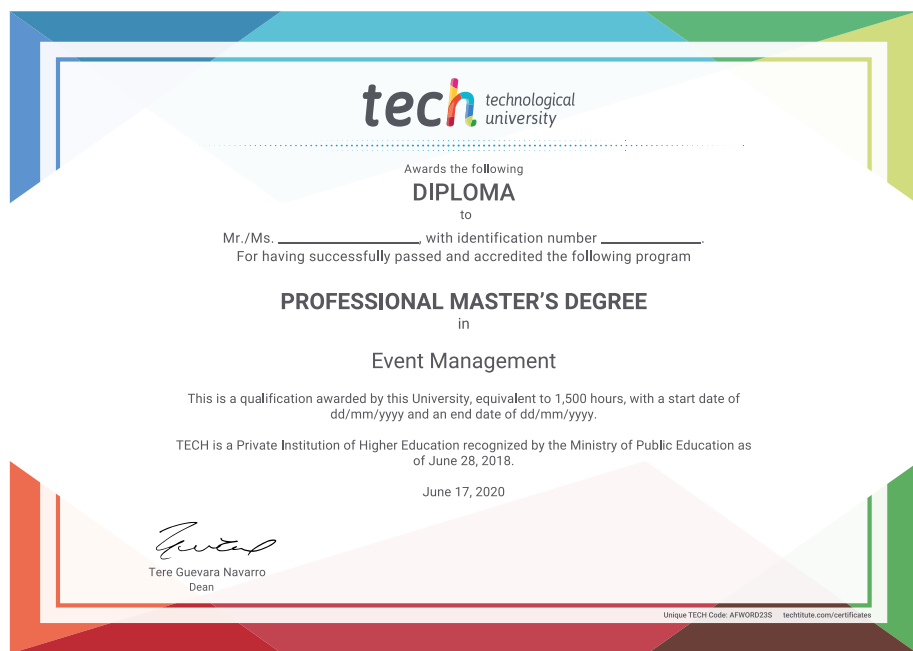 tech technological
university
Awards the following
DIPLOMA
to
Mr./Ms. ____________________, with identification number ______________.
For having successfully passed and accredited the following program
PROFESSIONAL MASTER'S DEGREE
in
Event Management
This is a qualification awarded by this University, equivalent to 1,500 hours, with a start date of
dd/mm/yyyy and an end date of dd/mm/yyyy.
TECH is a Private Institution of Higher Education recognized by the Ministry of Public Education as
of June 28, 2018.
June 17, 2020
Tere Guevara Navarro
Dean
Unique TECH Code: AFWORD23S techtitute.com/certificates